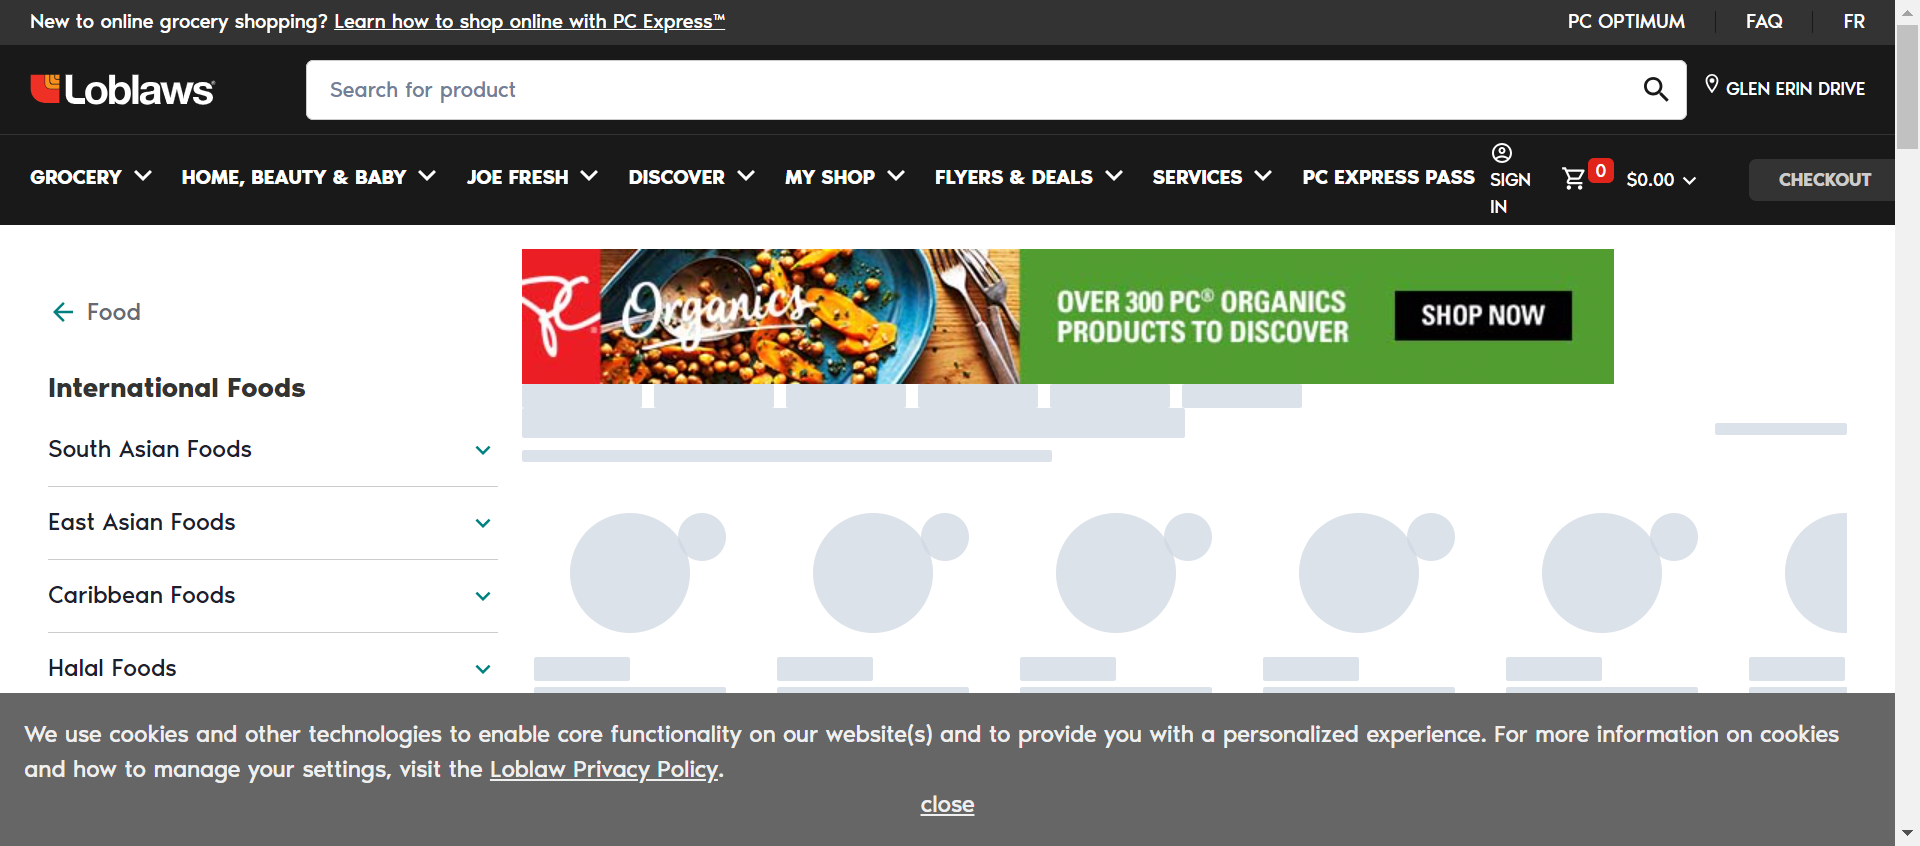 New to online grocery shopping? Learn how to shop online with PC Express™
PC OPTIMUM
FAQ
FR
Loblaws
Search for product
GLEN ERIN DRIVE
GROCERY
HOME, BEAUTY & BABY
JOE FRESH
DISCOVER
MY SHOP
FLYERS & DEALS
SERVICES
PC EXPRESS PASS
SIGN
IN
0
$0.00
CHECKOUT
Food
International Foods
South Asian Foods
East Asian Foods
Caribbean Foods
Halal Foods
PC
Organics
OVER 300 PC® ORGANICS
PRODUCTS TO DISCOVER
SHOP NOW
We use cookies and other technologies to enable core functionality on our website(s) and to provide you with a personalized experience. For more information on cookies
and how to manage your settings, visit the Loblaw Privacy Policy.
close